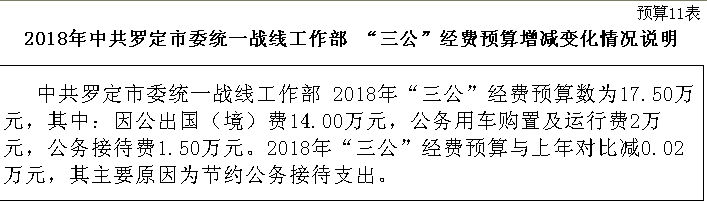 预算11表
2018年中共罗定市委统一战线工作部 “三公”经费预算增减变化情况说明
中共罗定市委统一战线工作部 2018年“三公”经费预算数为17.50万
元，其中：因公出国（境）费14.00万元，公务用车购置及运行费2万
元，公务接待费1.50万元。2018年“三公”经费预算与上年对比减0.02
万元，其主要原因为节约公务接待支出。